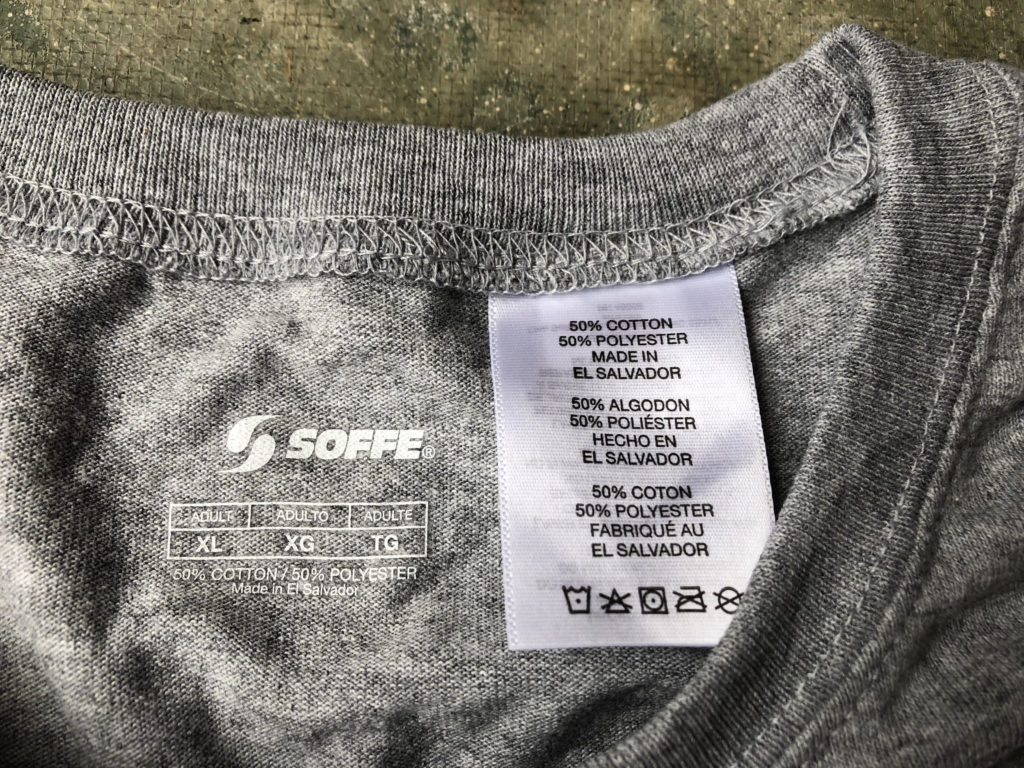 SOFFE®
ADULT ADULTO ADULTE
XL XG TG
50% COTTON / 50% POLYESTER
Made in El Salvador
50% COTTON
50% POLYESTER
MADE IN
EL SALVADOR
50% ALGODON
50% POLIÉSTER
HECHO EN
EL SALVADOR
50% COTON
50% POLYESTER
FABRIQUÉ AU
EL SALVADOR